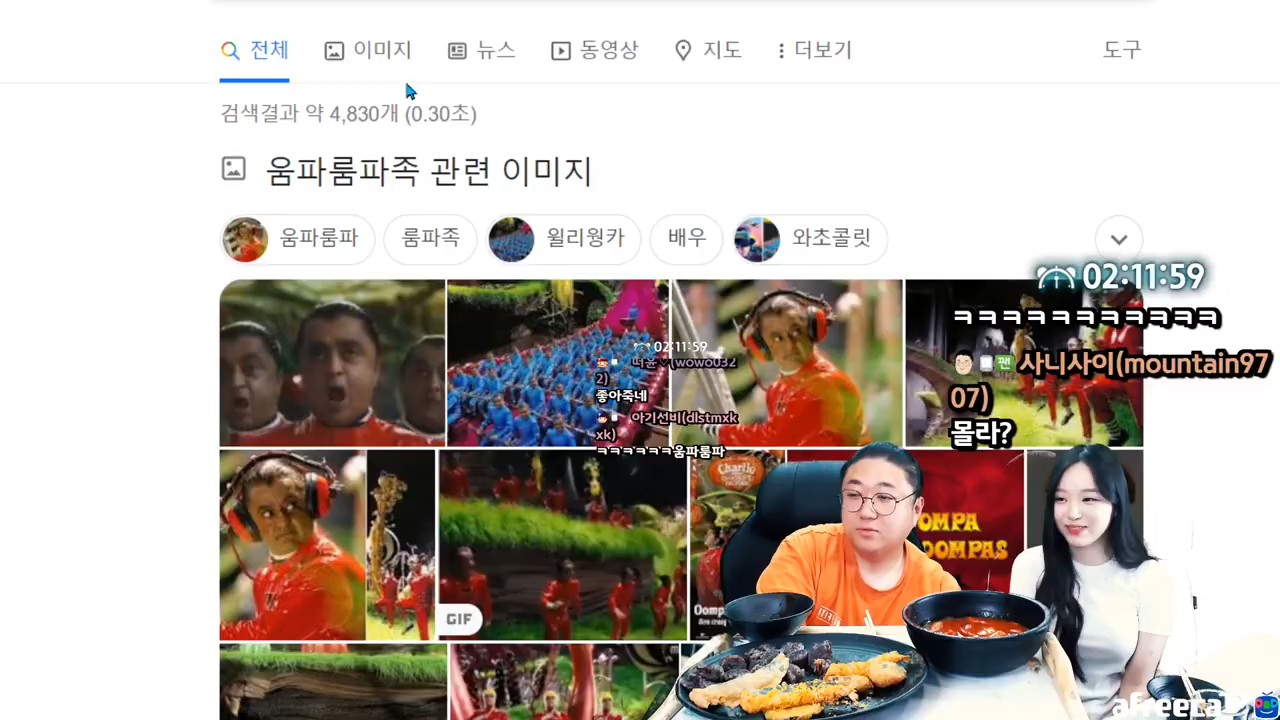 전체
이미지
뉴스
동영상
지도
더보기
도구
검색결과 약 4,830개 (0.30초)
움파룸파족 관련 이미지
움파룸파
룸파족
윌리웡카
배우
와초콜릿
02:11:59
ㅋㅋㅋㅋㅋㅋㅋㅋㅋㅋㅋ
팬 사니사이(mountain97
07)
몰라?
02:11:59
(wowo032
2)
좋아죽네
아기선비(dlstmxk
xk)
ㅋㅋㅋㅋㅋㅋ움파룸파
GIF
Charlie
OMPA
OOMPAS
Oomp
afreeca